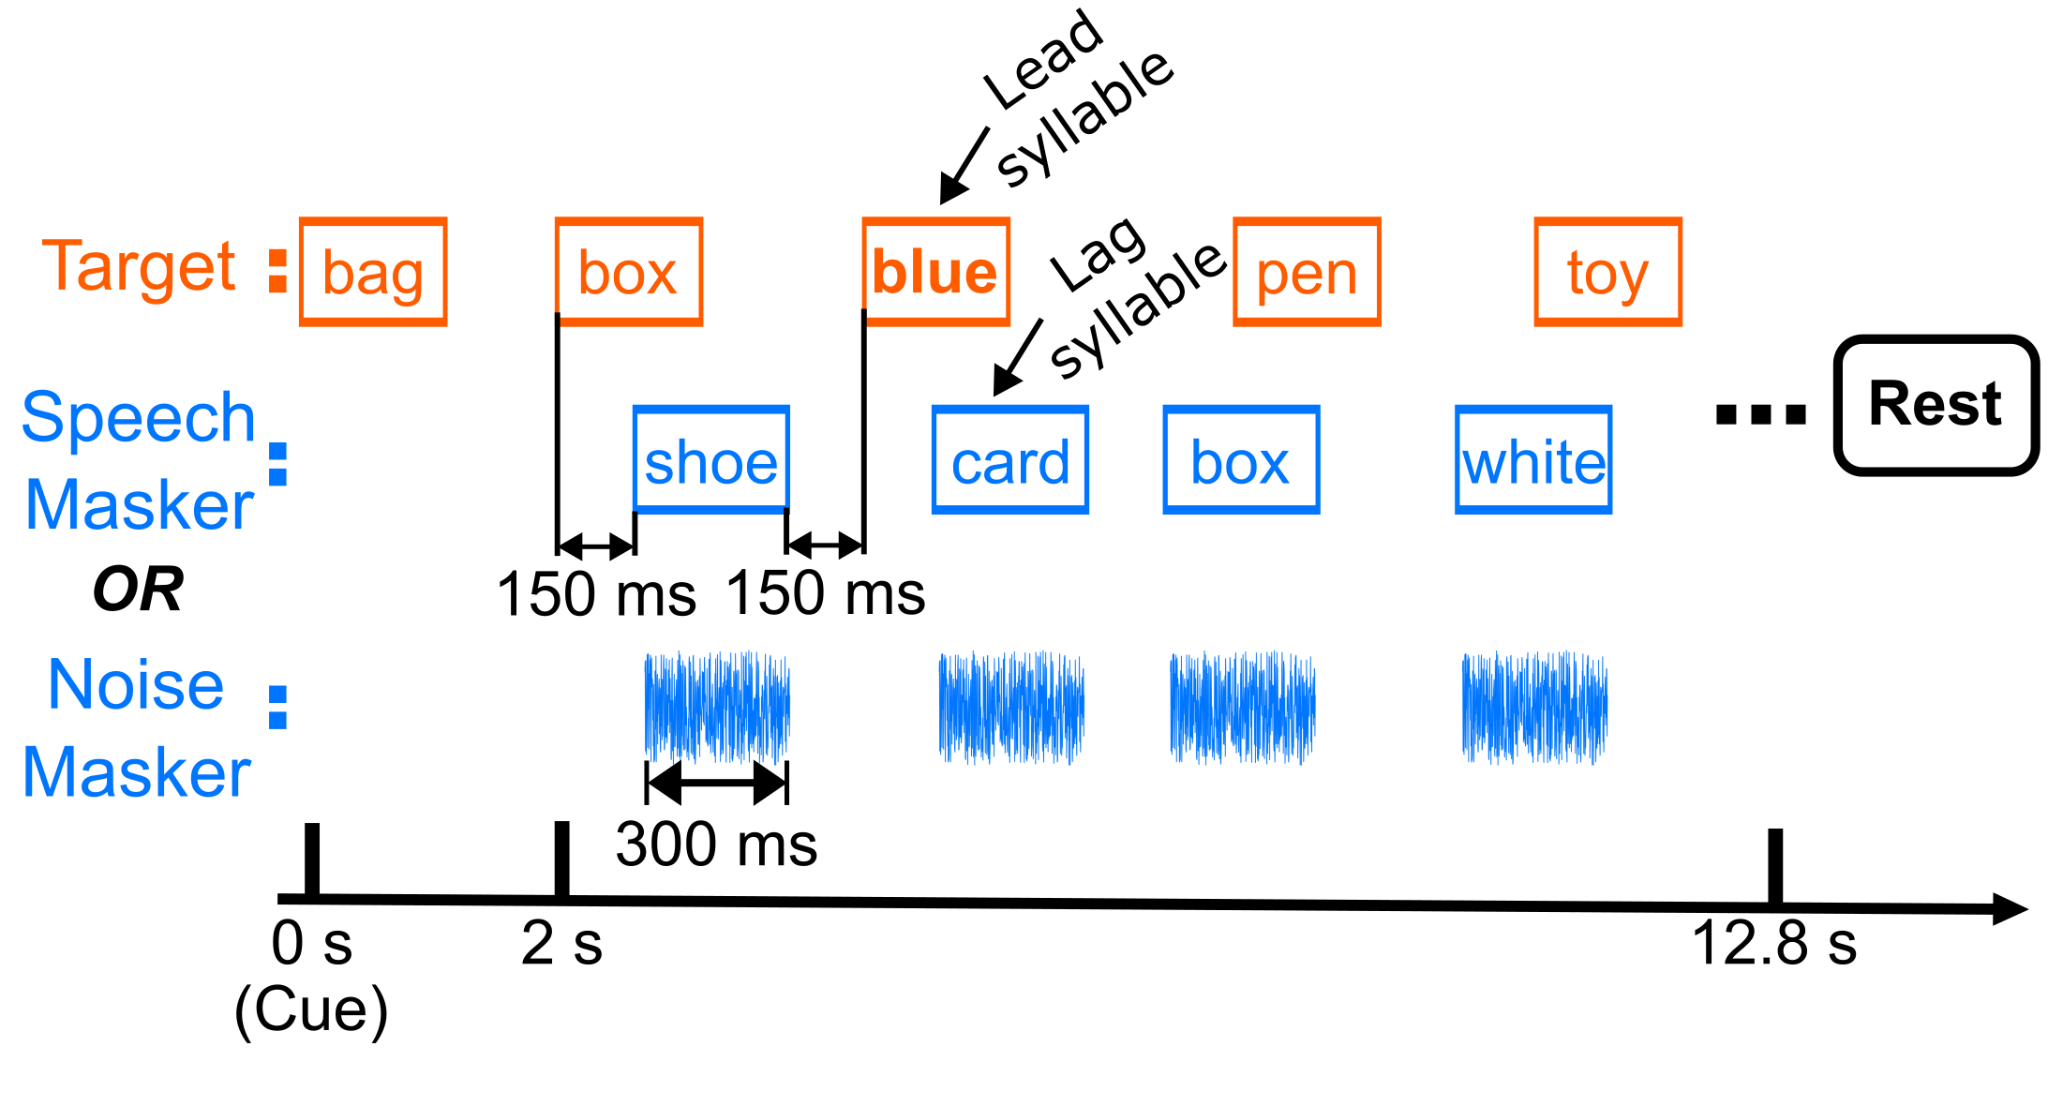 Lead
syllable
Target :
bag
box
blue
pen
toy
Lag
syllable
Speech
Masker :
shoe
card
box
white
...
Rest
150 ms
150 ms
OR
Noise
Masker :
300 ms
0 s
(Cue)
2 s
12.8 s